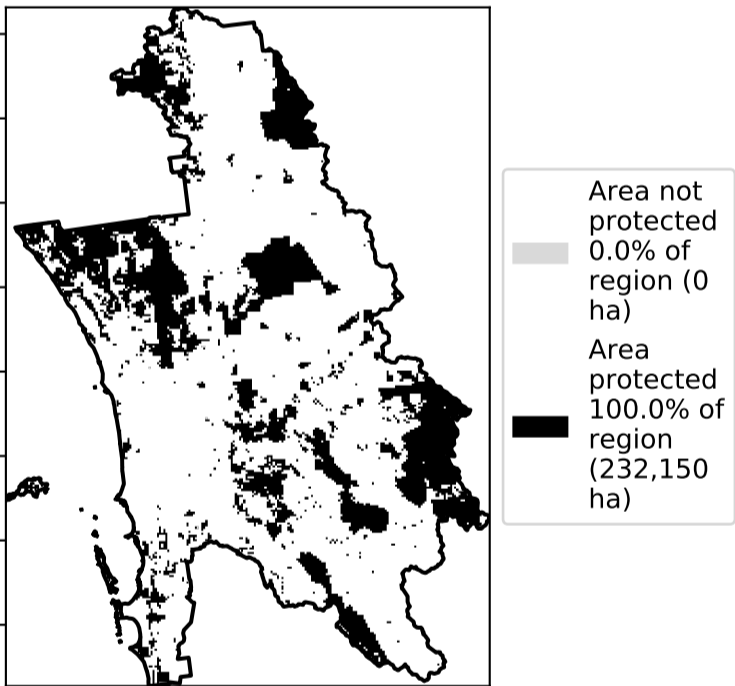 Area not
protected
0.0% of
region (0
ha)
Area
protected
100.0% of
region
(232,150
ha)